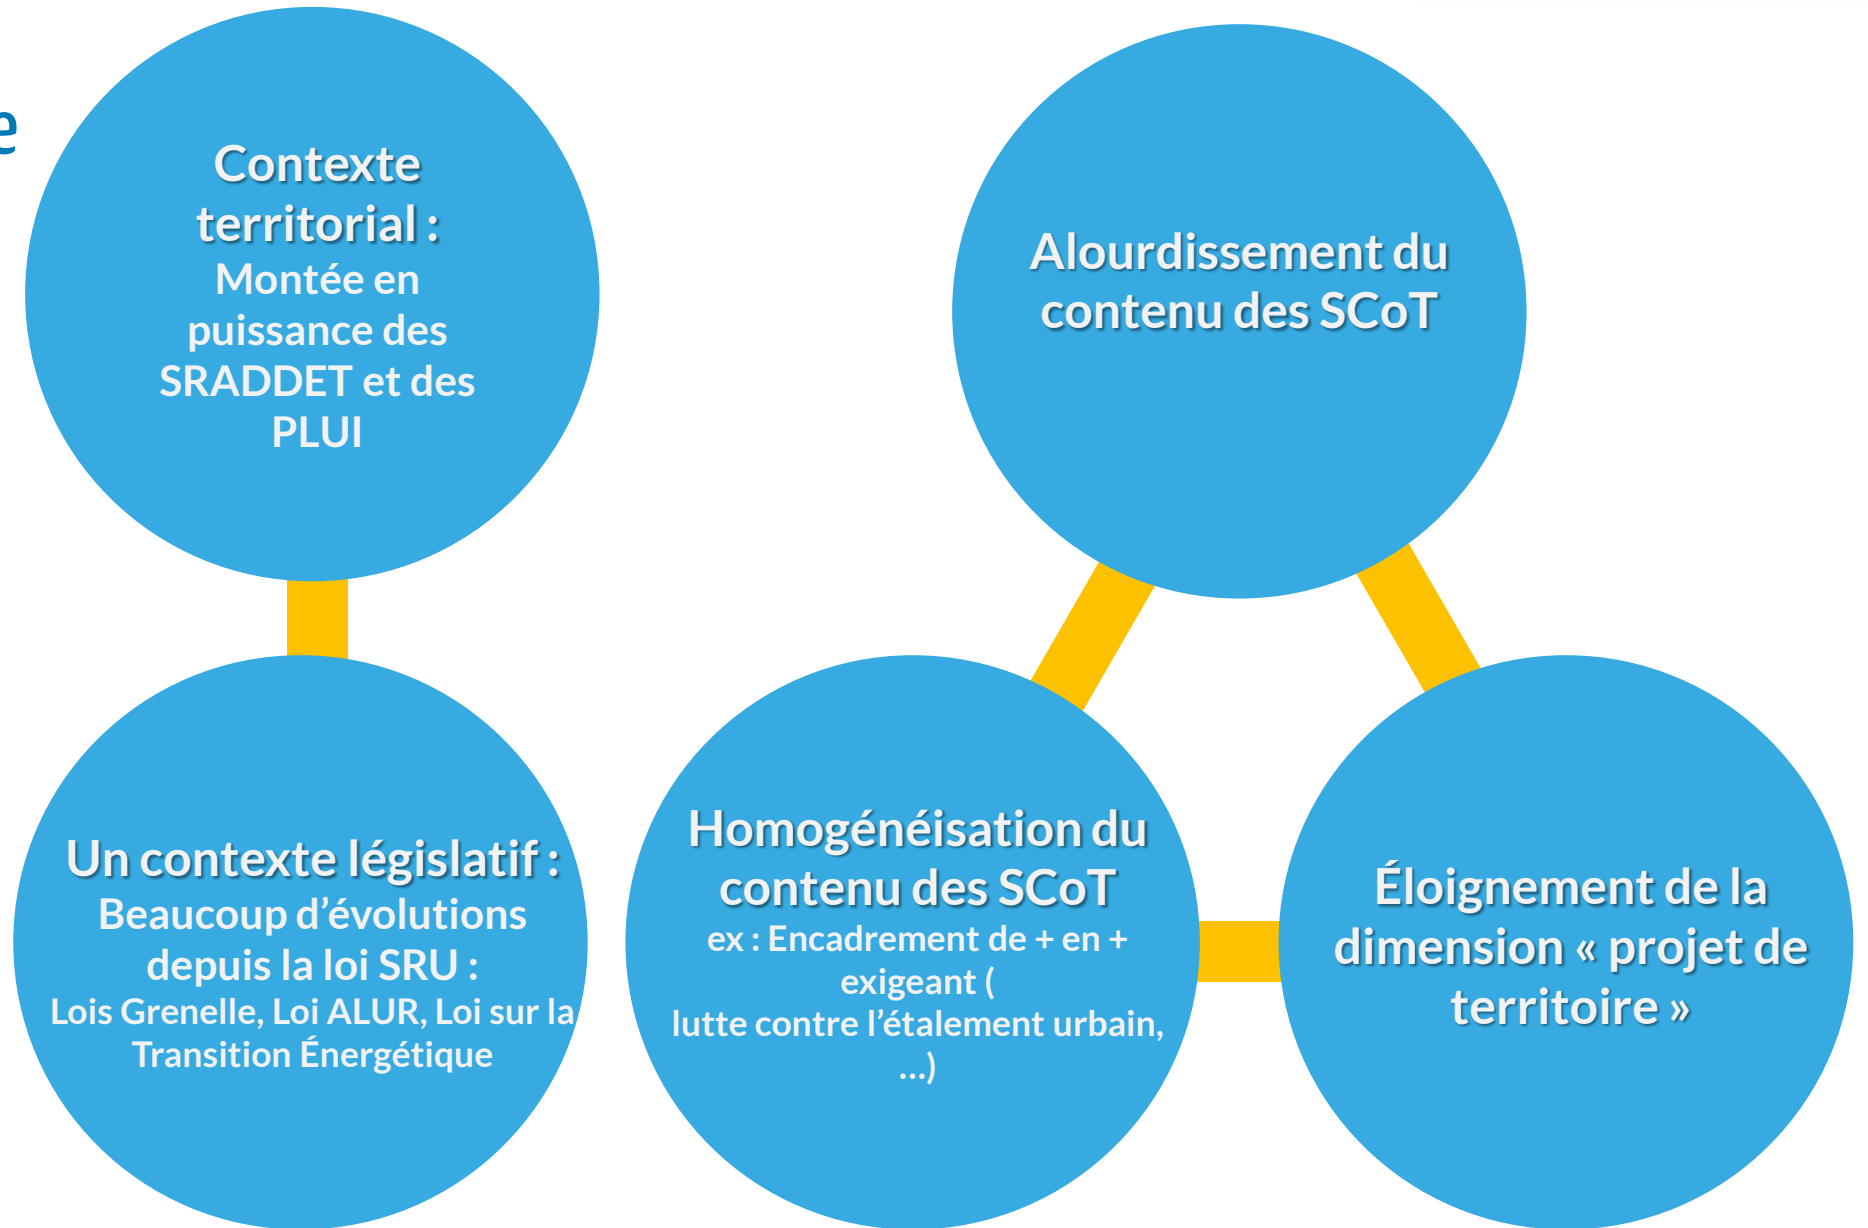 e
Contexte
territorial :
Montée en
puissance des
SRADDET et des
PLUI
Alourdissement du
contenu des SCoT
Un contexte législatif :
Beaucoup d’évolutions
depuis la loi SRU :
Lois Grenelle, Loi ALUR, Loi sur la
Transition Énergétique
Homogénéisation du
contenu des SCoT
ex : Encadrement de + en +
exigeant (
lutte contre l’étalement urbain,
…)
Éloignement de la
dimension « projet de
territoire »